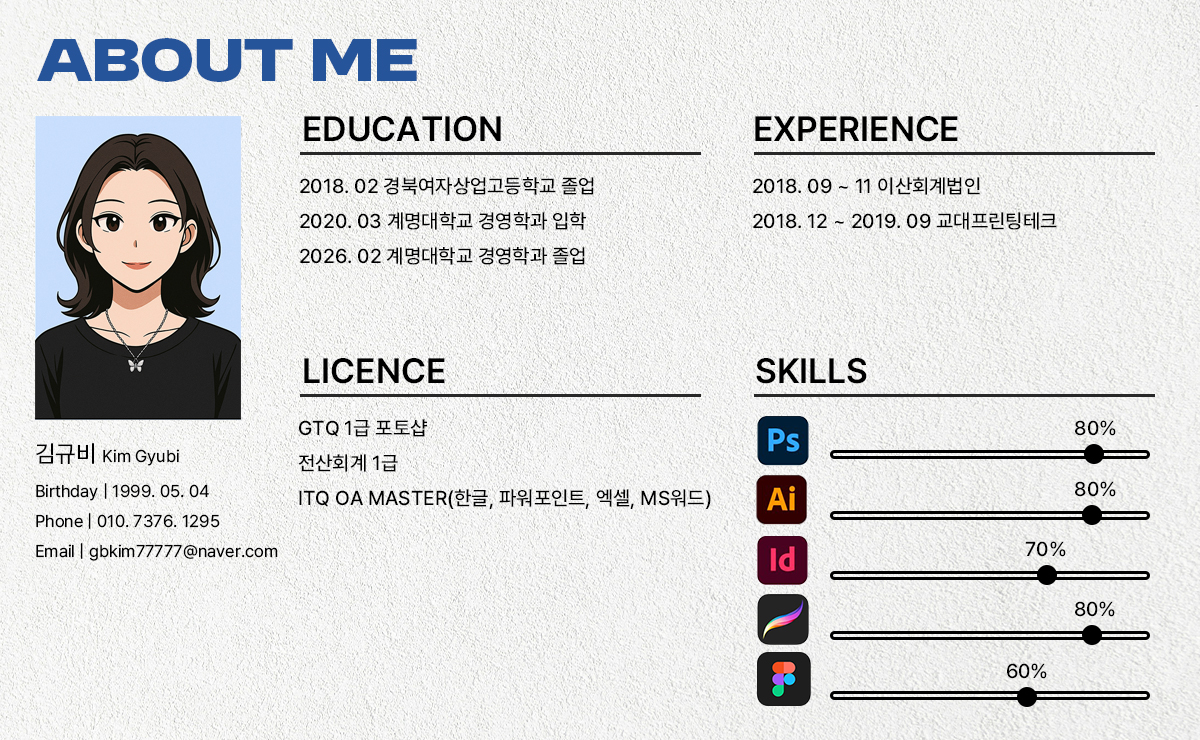 ABOUT ME
김규비 Kim Gyubi
Birthday | 1999. 05. 04
Phone | 010. 7376. 1295
Email | gbkim77777@naver.com
EDUCATION
2018. 02 경북여자상업고등학교 졸업
2020. 03 계명대학교 경영학과 입학
2026. 02 계명대학교 경영학과 졸업
EXPERIENCE
2018. 09 ~ 11 이산회계법인
2018. 12 ~ 2019. 09 교대프린팅테크
LICENCE
GTQ 1급 포토샵
전산회계 1급
ITQ OA MASTER(한글, 파워포인트, 엑셀, MS워드)
SKILLS
Ps 80%
Ai 80%
Id 70%
80%
60%